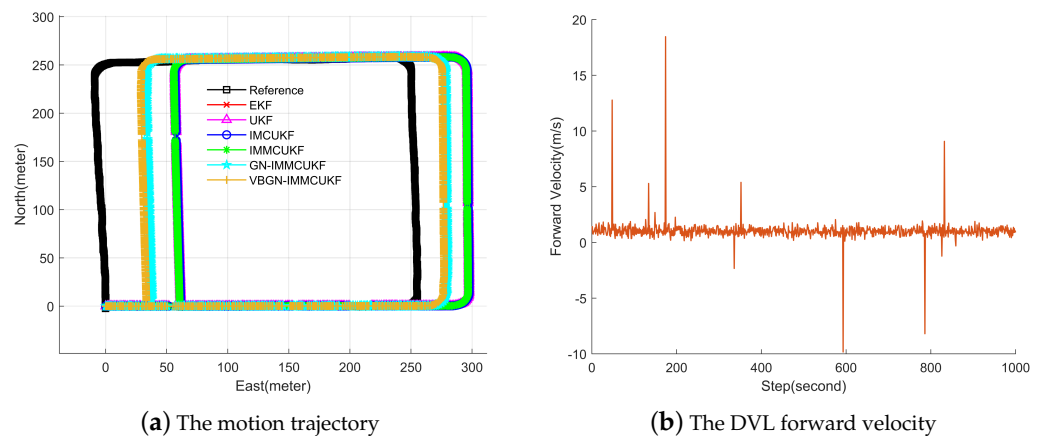 300
250
200
150
100
50
0
North(meter)
Reference
EKF
UKF
IMCUKF
IMMCUKF
GN-IMMCUKF
VBGN-IMMCUKF
0 50 100 150 200 250 300
East(meter)
(a) The motion trajectory
20
15
10
5
0
-5
-10
Forward Velocity(m/s)
0 200 400 600 800 1000
Step(second)
(b) The DVL forward velocity